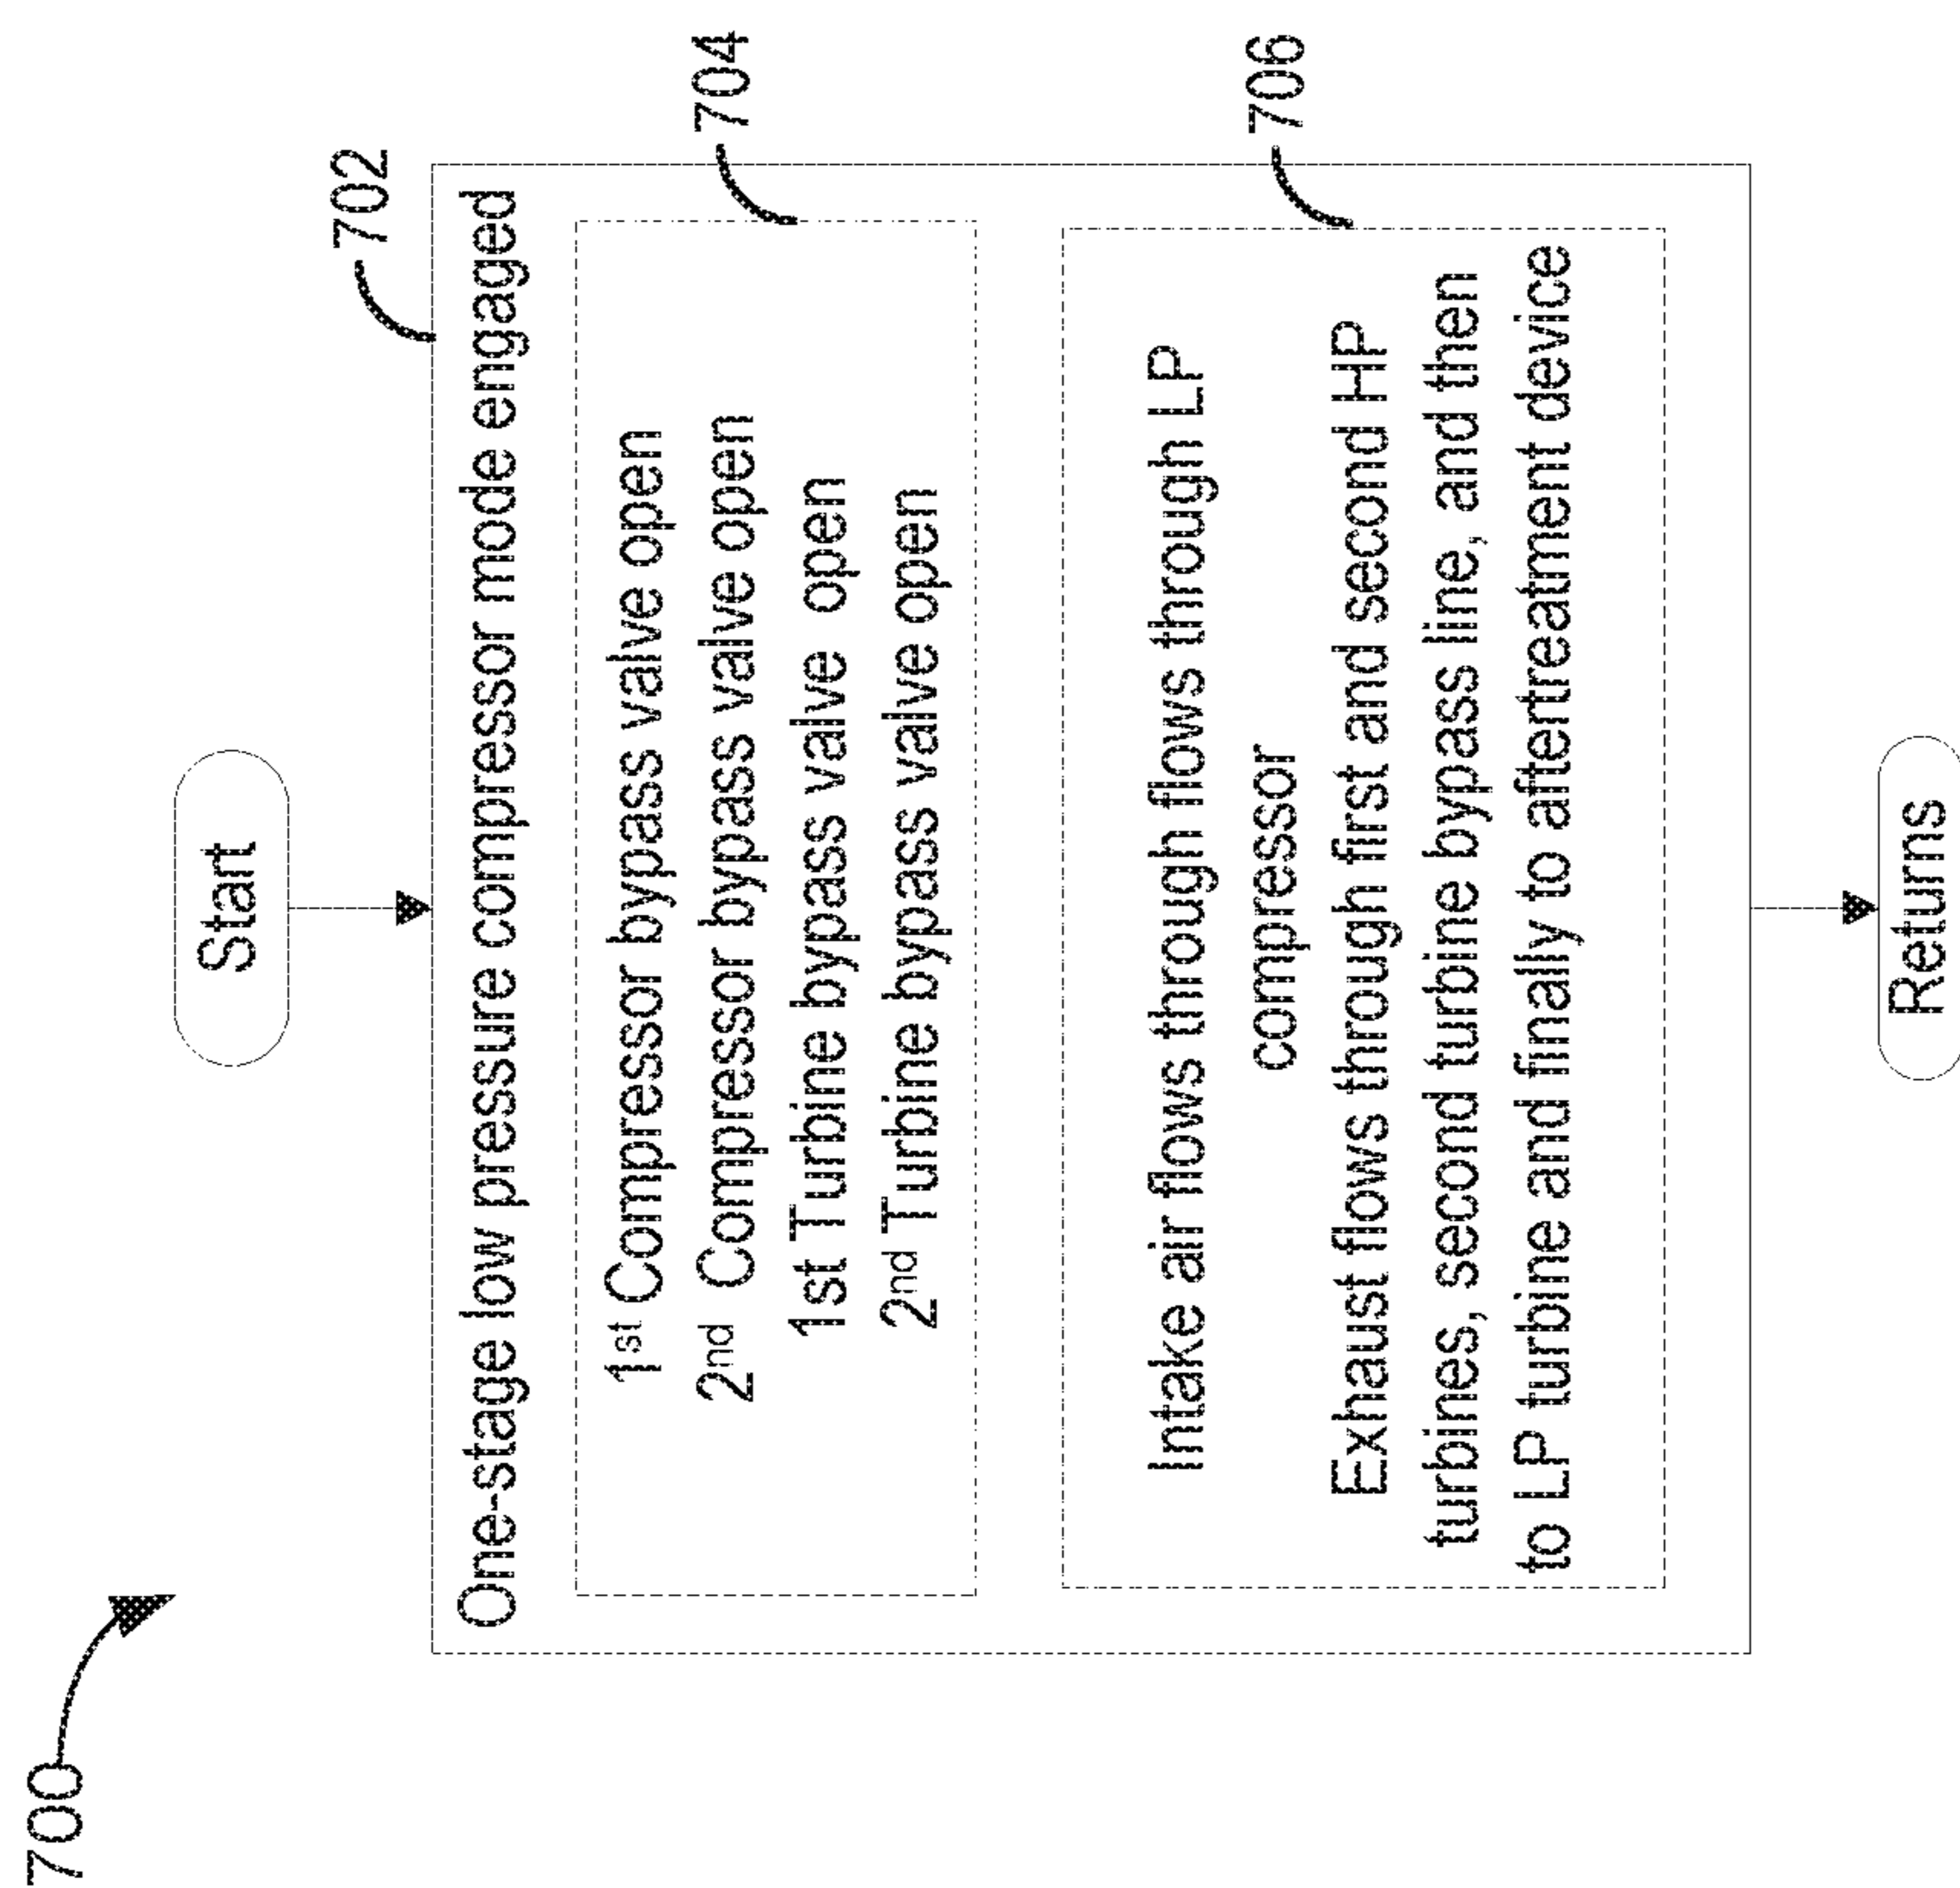 700
Start
702
One-stage low pressure compressor mode engaged
704
1st Compressor bypass valve open
2nd Compressor bypass valve open
1st Turbine bypass valve open
2nd Turbine bypass valve open
706
Intake air flows through flows through LP
compressor
Exhaust flows through first and second HP
turbines, second turbine bypass line, and then
to LP turbine and finally to aftertreatment device
Returns